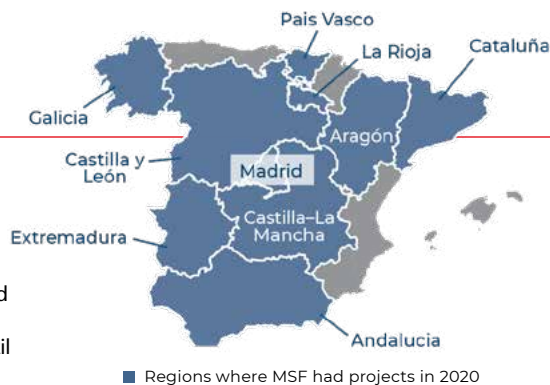 Pais Vasco
La Rioja
Cataluña
Galicia
Aragón
Castilla y
León
Madrid
Castilla–La
Mancha
Extremadura
d
Andalucia
il
■ Regions where MSF had projects in 2020